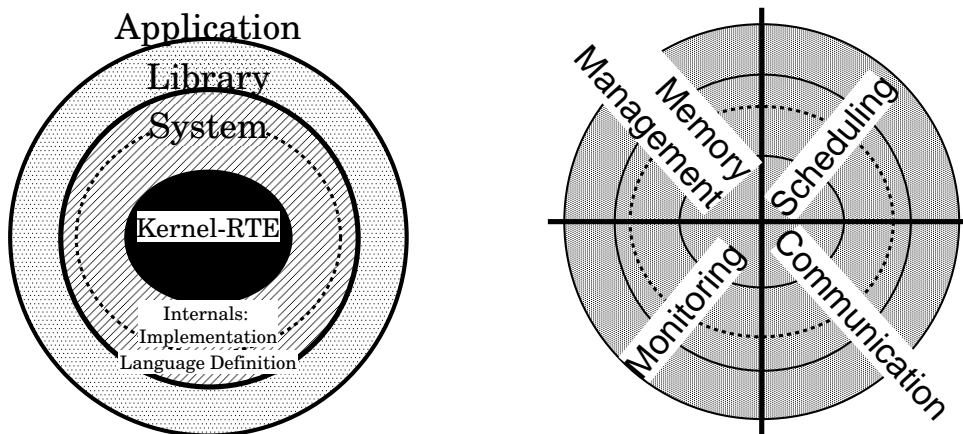 Application
Library
System
Kernel-RTE
Internals:
Implementation
Language Definition
Memory
Management
Scheduling
Monitoring
Communication